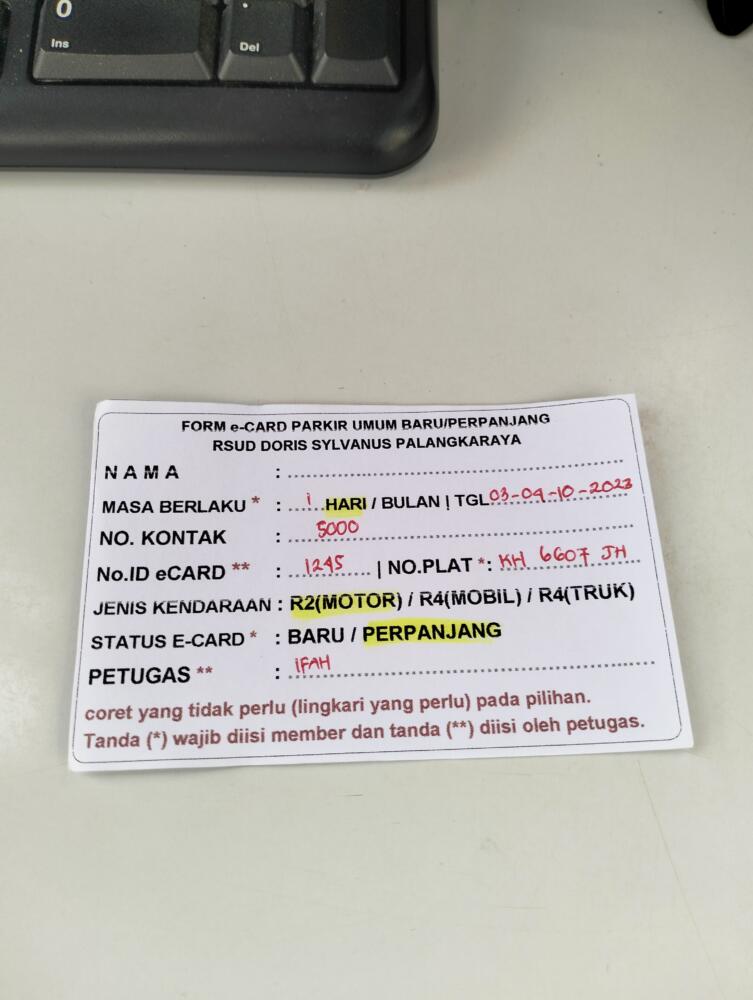 0
Ins
.
Del
FORM e-CARD PARKIR UMUM BARU/PERPANJANG
RSUD DORIS SYLVANUS PALANGKARAYA
NAMA :
MASA BERLAKU * : 1 HARI / BULAN | TGL 03-04-10-2023
NO. KONTAK : 5000
No.ID eCARD ** : 1245 | NO.PLAT *: KH 6607 JH
JENIS KENDARAAN : R2(MOTOR) / R4(MOBIL) / R4(TRUK)
STATUS E-CARD * : BARU / PERPANJANG
PETUGAS ** : IFAH
coret yang tidak perlu (lingkari yang perlu) pada pilihan.
Tanda (*) wajib diisi member dan tanda (**) diisi oleh petugas.